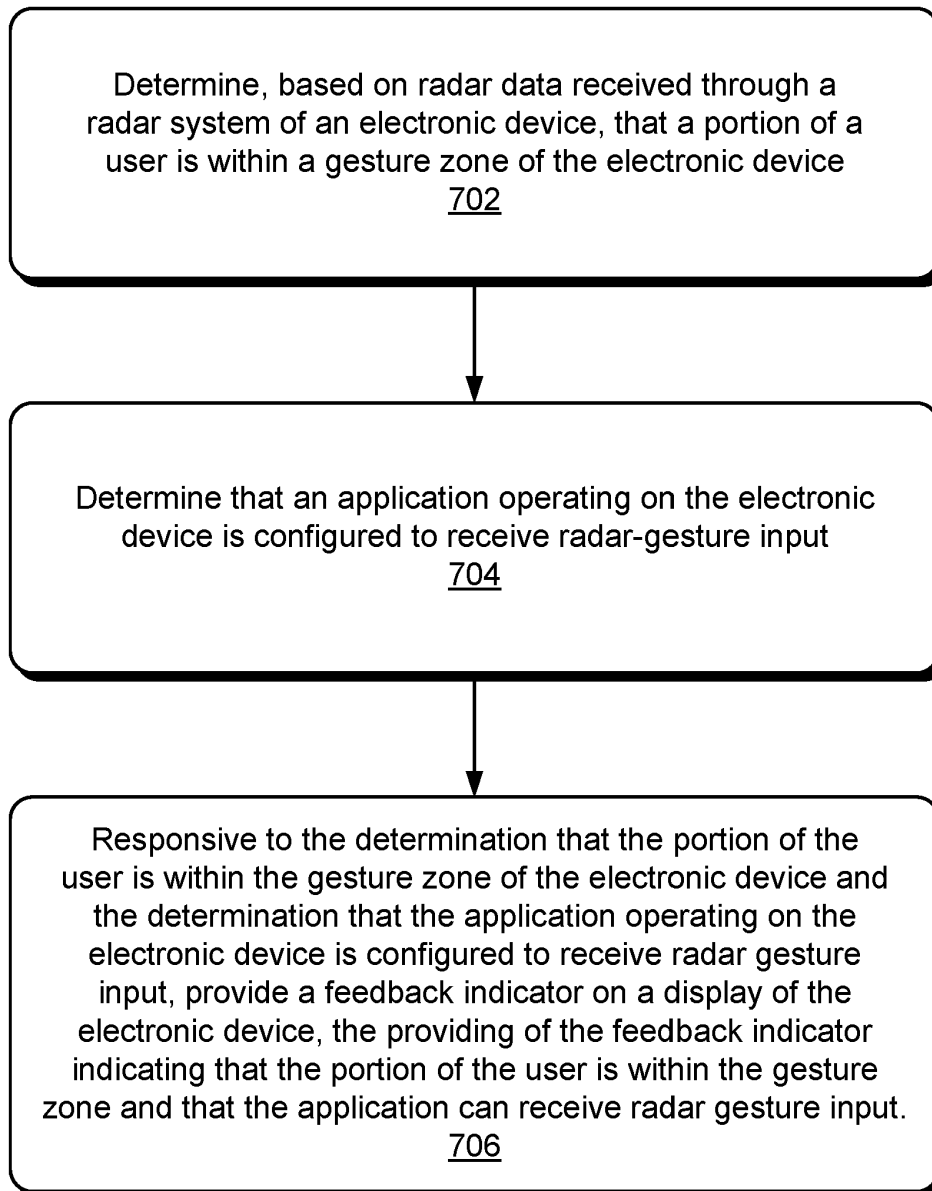 Determine, based on radar data received through a
radar system of an electronic device, that a portion of a
user is within a gesture zone of the electronic device
702
Determine that an application operating on the electronic
device is configured to receive radar-gesture input
704
Responsive to the determination that the portion of the
user is within the gesture zone of the electronic device and
the determination that the application operating on the
electronic device is configured to receive radar gesture
input, provide a feedback indicator on a display of the
electronic device, the providing of the feedback indicator
indicating that the portion of the user is within the gesture
zone and that the application can receive radar gesture input.
706